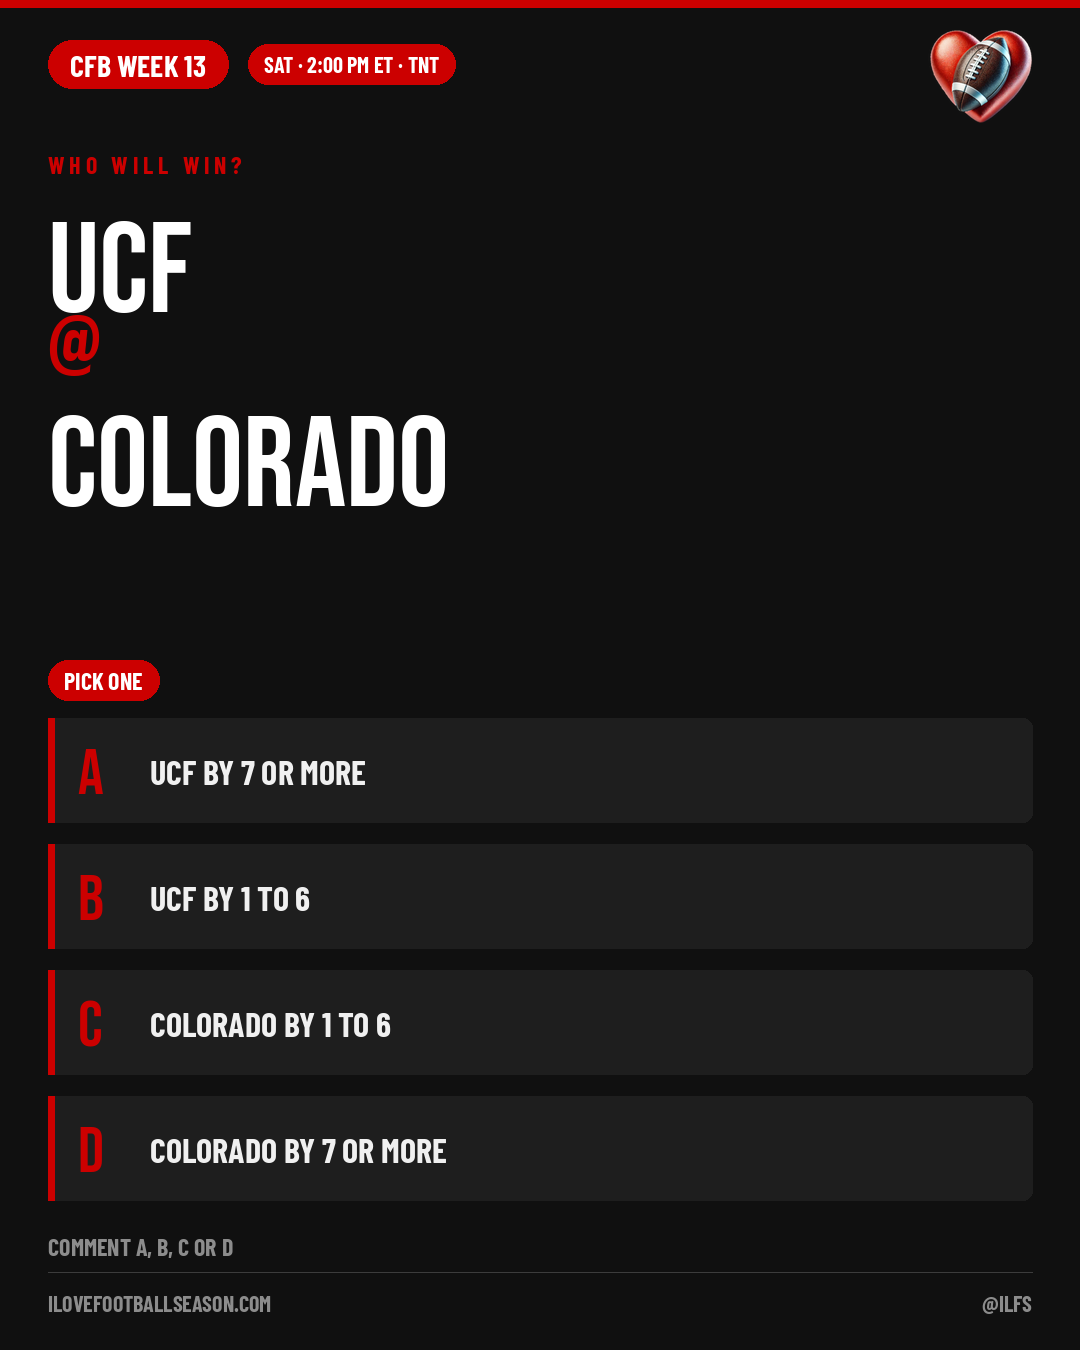 CFB WEEK 13
SAT · 2:00 PM ET · TNT
WHO WILL WIN?
UCF
@
COLORADO
PICK ONE
A UCF BY 7 OR MORE
B UCF BY 1 TO 6
C COLORADO BY 1 TO 6
D COLORADO BY 7 OR MORE
COMMENT A, B, C OR D
ILOVEFOOTBALLSEASON.COM
@ILFS